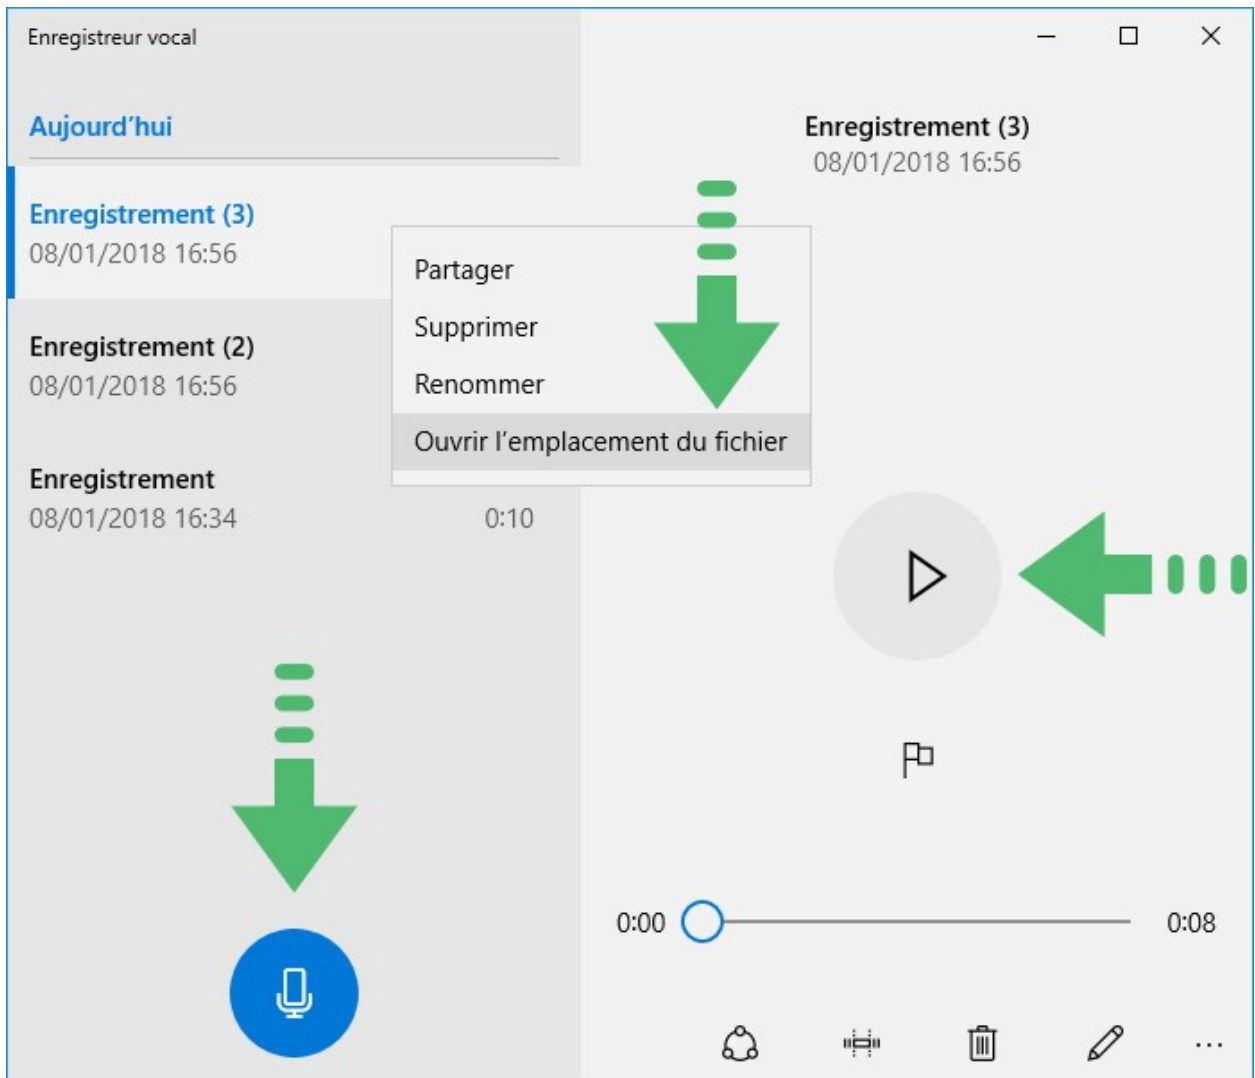 Enregistreur vocal
Aujourd’hui
Enregistrement (3)
08/01/2018 16:56
Enregistrement (2)
08/01/2018 16:56
Enregistrement
08/01/2018 16:34
0:10
Partager
Supprimer
Renommer
Ouvrir l’emplacement du fichier
Enregistrement (3)
08/01/2018 16:56
0:00
0:08